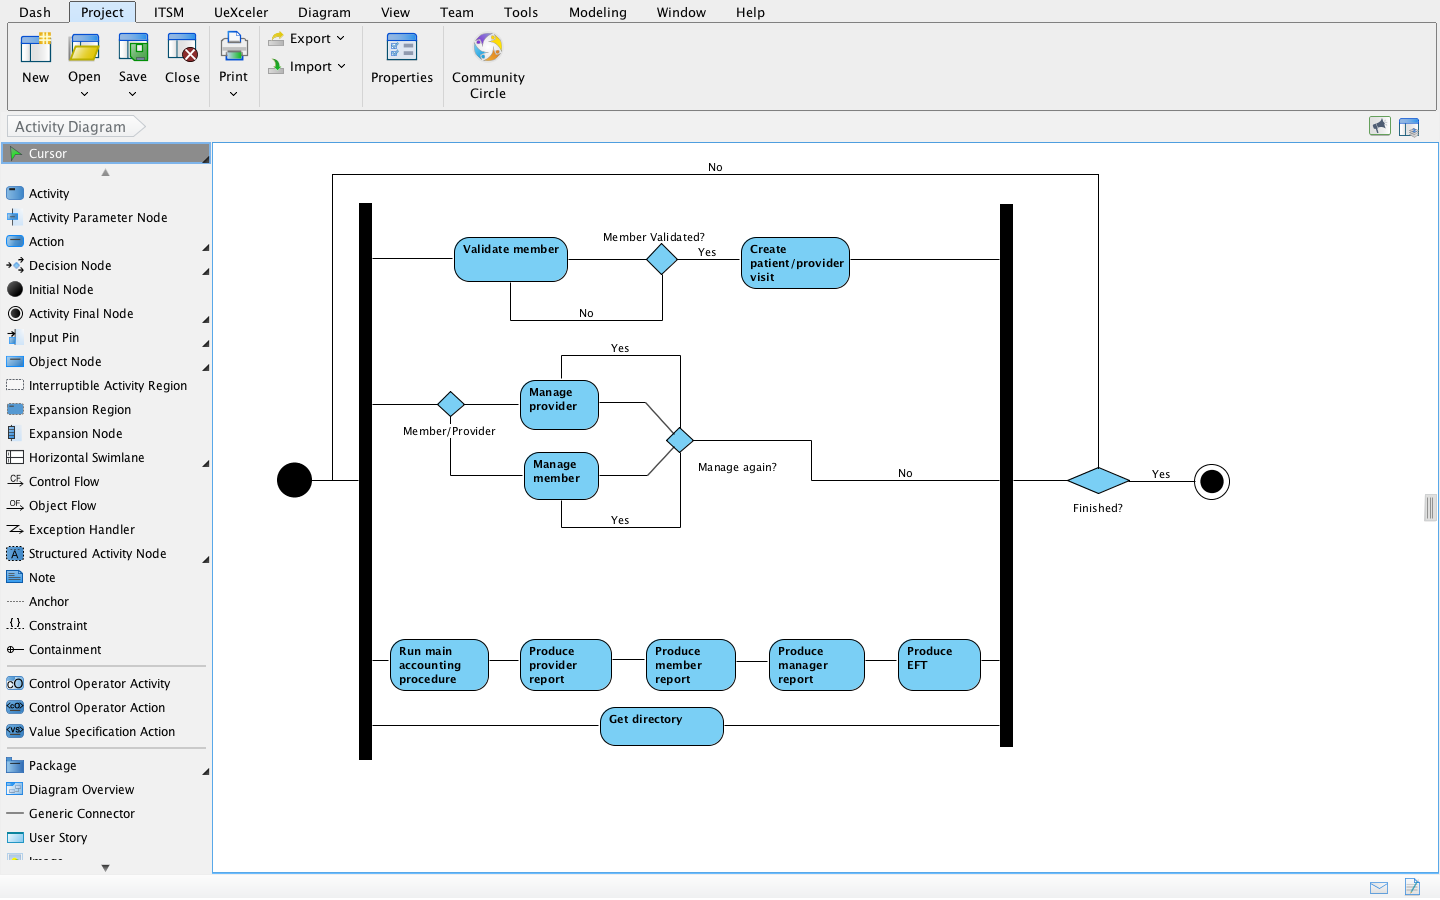 Dash Project ITSM UeXceler Diagram View Team Tools Modeling Window Help
New Open Save Close Print Export Import Properties Community
Circle
Activity Diagram
Cursor
Activity
Activity Parameter Node
Action
Decision Node
Initial Node
Activity Final Node
Input Pin
Object Node
Interruptible Activity Region
Expansion Region
Expansion Node
Horizontal Swimlane
CF Control Flow
OF Object Flow
Exception Handler
A Structured Activity Node
Note
Anchor
{ } Constraint
Containment
cO Control Operator Activity
«cO» Control Operator Action
«VS» Value Specification Action
Package
Diagram Overview
Generic Connector
User Story
Image
No
Validate member
Member Validated?
Yes
Create
patient/provider
visit
No
Yes
Manage
provider
Member/Provider
Manage
member
Manage again?
Yes
No
Finished?
Yes
Run main
accounting
procedure
Produce
provider
report
Produce
member
report
Produce
manager
report
Produce
EFT
Get directory